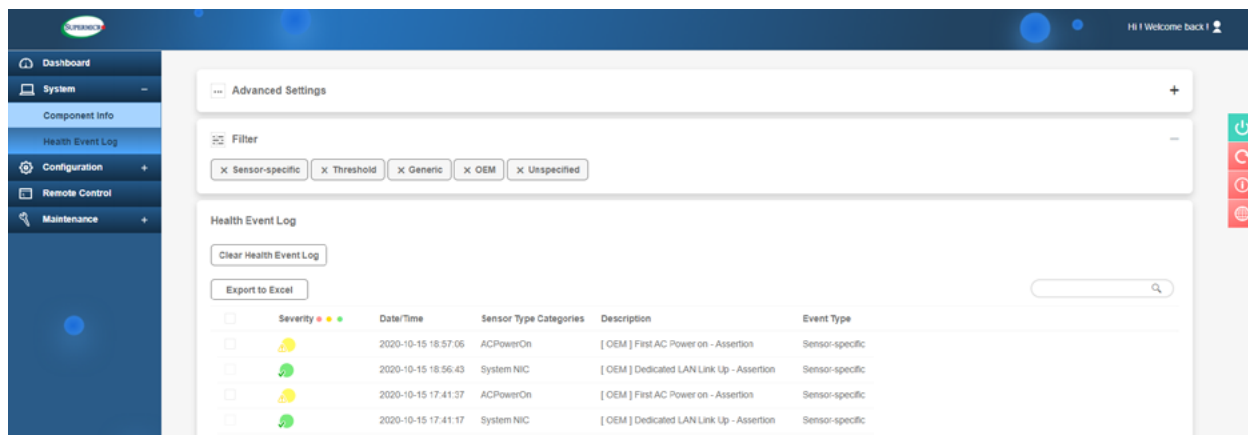 SUPERMICR
Hi ! Welcome back !
Dashboard
System –
Component Info
Health Event Log
Configuration +
Remote Control
Maintenance +
Advanced Settings +
Filter –
× Sensor-specific × Threshold × Generic × OEM × Unspecified
Health Event Log
Clear Health Event Log
Export to Excel
Severity Date/Time Sensor Type Categories Description Event Type
2020-10-15 18:57:06 ACPowerOn [ OEM ] First AC Power on - Assertion Sensor-specific
2020-10-15 18:56:43 System NIC [ OEM ] Dedicated LAN Link Up - Assertion Sensor-specific
2020-10-15 17:41:37 ACPowerOn [ OEM ] First AC Power on - Assertion Sensor-specific
2020-10-15 17:41:17 System NIC [ OEM ] Dedicated LAN Link Up - Assertion Sensor-specific